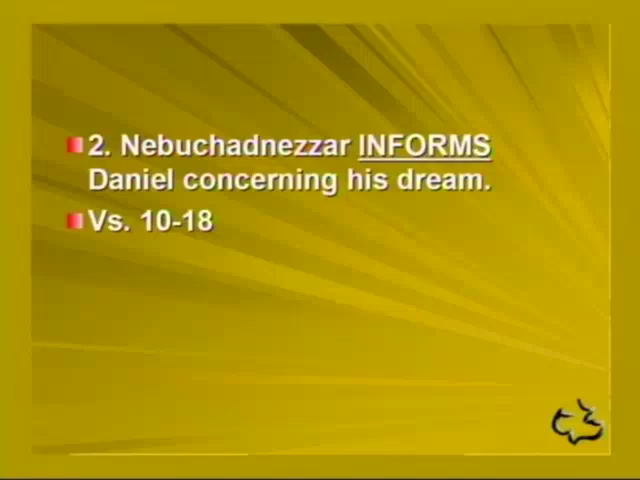 2. Nebuchadnezzar INFORMS
Daniel concerning his dream.
Vs. 10-18